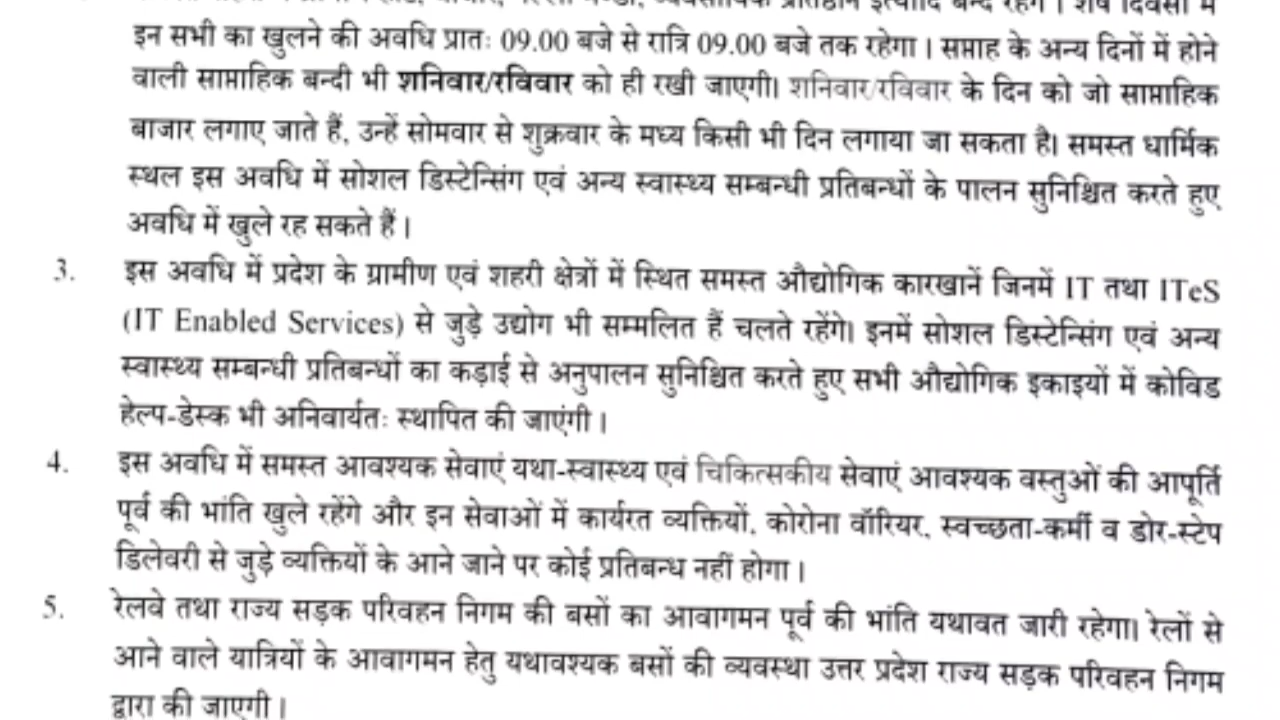 व्यवसायिक प्रतिष्ठान इत्यादि बन्द रहेंगे । शेष दिवसों में
इन सभी का खुलने की अवधि प्रातः 09.00 बजे से रात्रि 09.00 बजे तक रहेगा । सप्ताह के अन्य दिनों में होने
वाली साप्ताहिक बन्दी भी शनिवार/रविवार को ही रखी जाएगी। शनिवार/रविवार के दिन को जो साप्ताहिक
बाजार लगाए जाते हैं, उन्हें सोमवार से शुक्रवार के मध्य किसी भी दिन लगाया जा सकता है। समस्त धार्मिक
स्थल इस अवधि में सोशल डिस्टेन्सिंग एवं अन्य स्वास्थ्य सम्बन्धी प्रतिबन्धों के पालन सुनिश्चित करते हुए
अवधि में खुले रह सकते हैं ।
3. इस अवधि में प्रदेश के ग्रामीण एवं शहरी क्षेत्रों में स्थित समस्त औद्योगिक कारखानें जिनमें IT तथा ITeS
(IT Enabled Services) से जुड़े उद्योग भी सम्मलित हैं चलते रहेंगे। इनमें सोशल डिस्टेन्सिंग एवं अन्य
स्वास्थ्य सम्बन्धी प्रतिबन्धों का कड़ाई से अनुपालन सुनिश्चित करते हुए सभी औद्योगिक इकाइयों में कोविड
हेल्प-डेस्क भी अनिवार्यतः स्थापित की जाएंगी ।
4. इस अवधि में समस्त आवश्यक सेवाएं यथा-स्वास्थ्य एवं चिकित्सकीय सेवाएं आवश्यक वस्तुओं की आपूर्ति
पूर्व की भांति खुले रहेंगे और इन सेवाओं में कार्यरत व्यक्तियों, कोरोना वॉरियर, स्वच्छता-कर्मी व डोर-स्टेप
डिलेवरी से जुड़े व्यक्तियों के आने जाने पर कोई प्रतिबन्ध नहीं होगा ।
5. रेलवे तथा राज्य सड़क परिवहन निगम की बसों का आवागमन पूर्व की भांति यथावत जारी रहेगा। रेलों से
आने वाले यात्रियों के आवागमन हेतु यथावश्यक बसों की व्यवस्था उत्तर प्रदेश राज्य सड़क परिवहन निगम
द्वारा की जाएगी ।